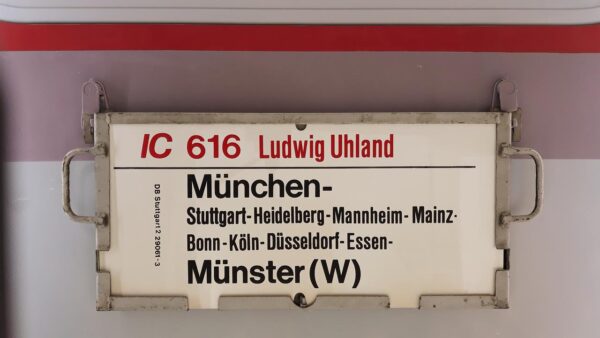 IC 616 Ludwig Uhland
München-
Stuttgart-Heidelberg-Mannheim-Mainz-
Bonn-Köln-Düsseldorf-Essen-
Münster(W)
DB Stuttgart 2 29061-3